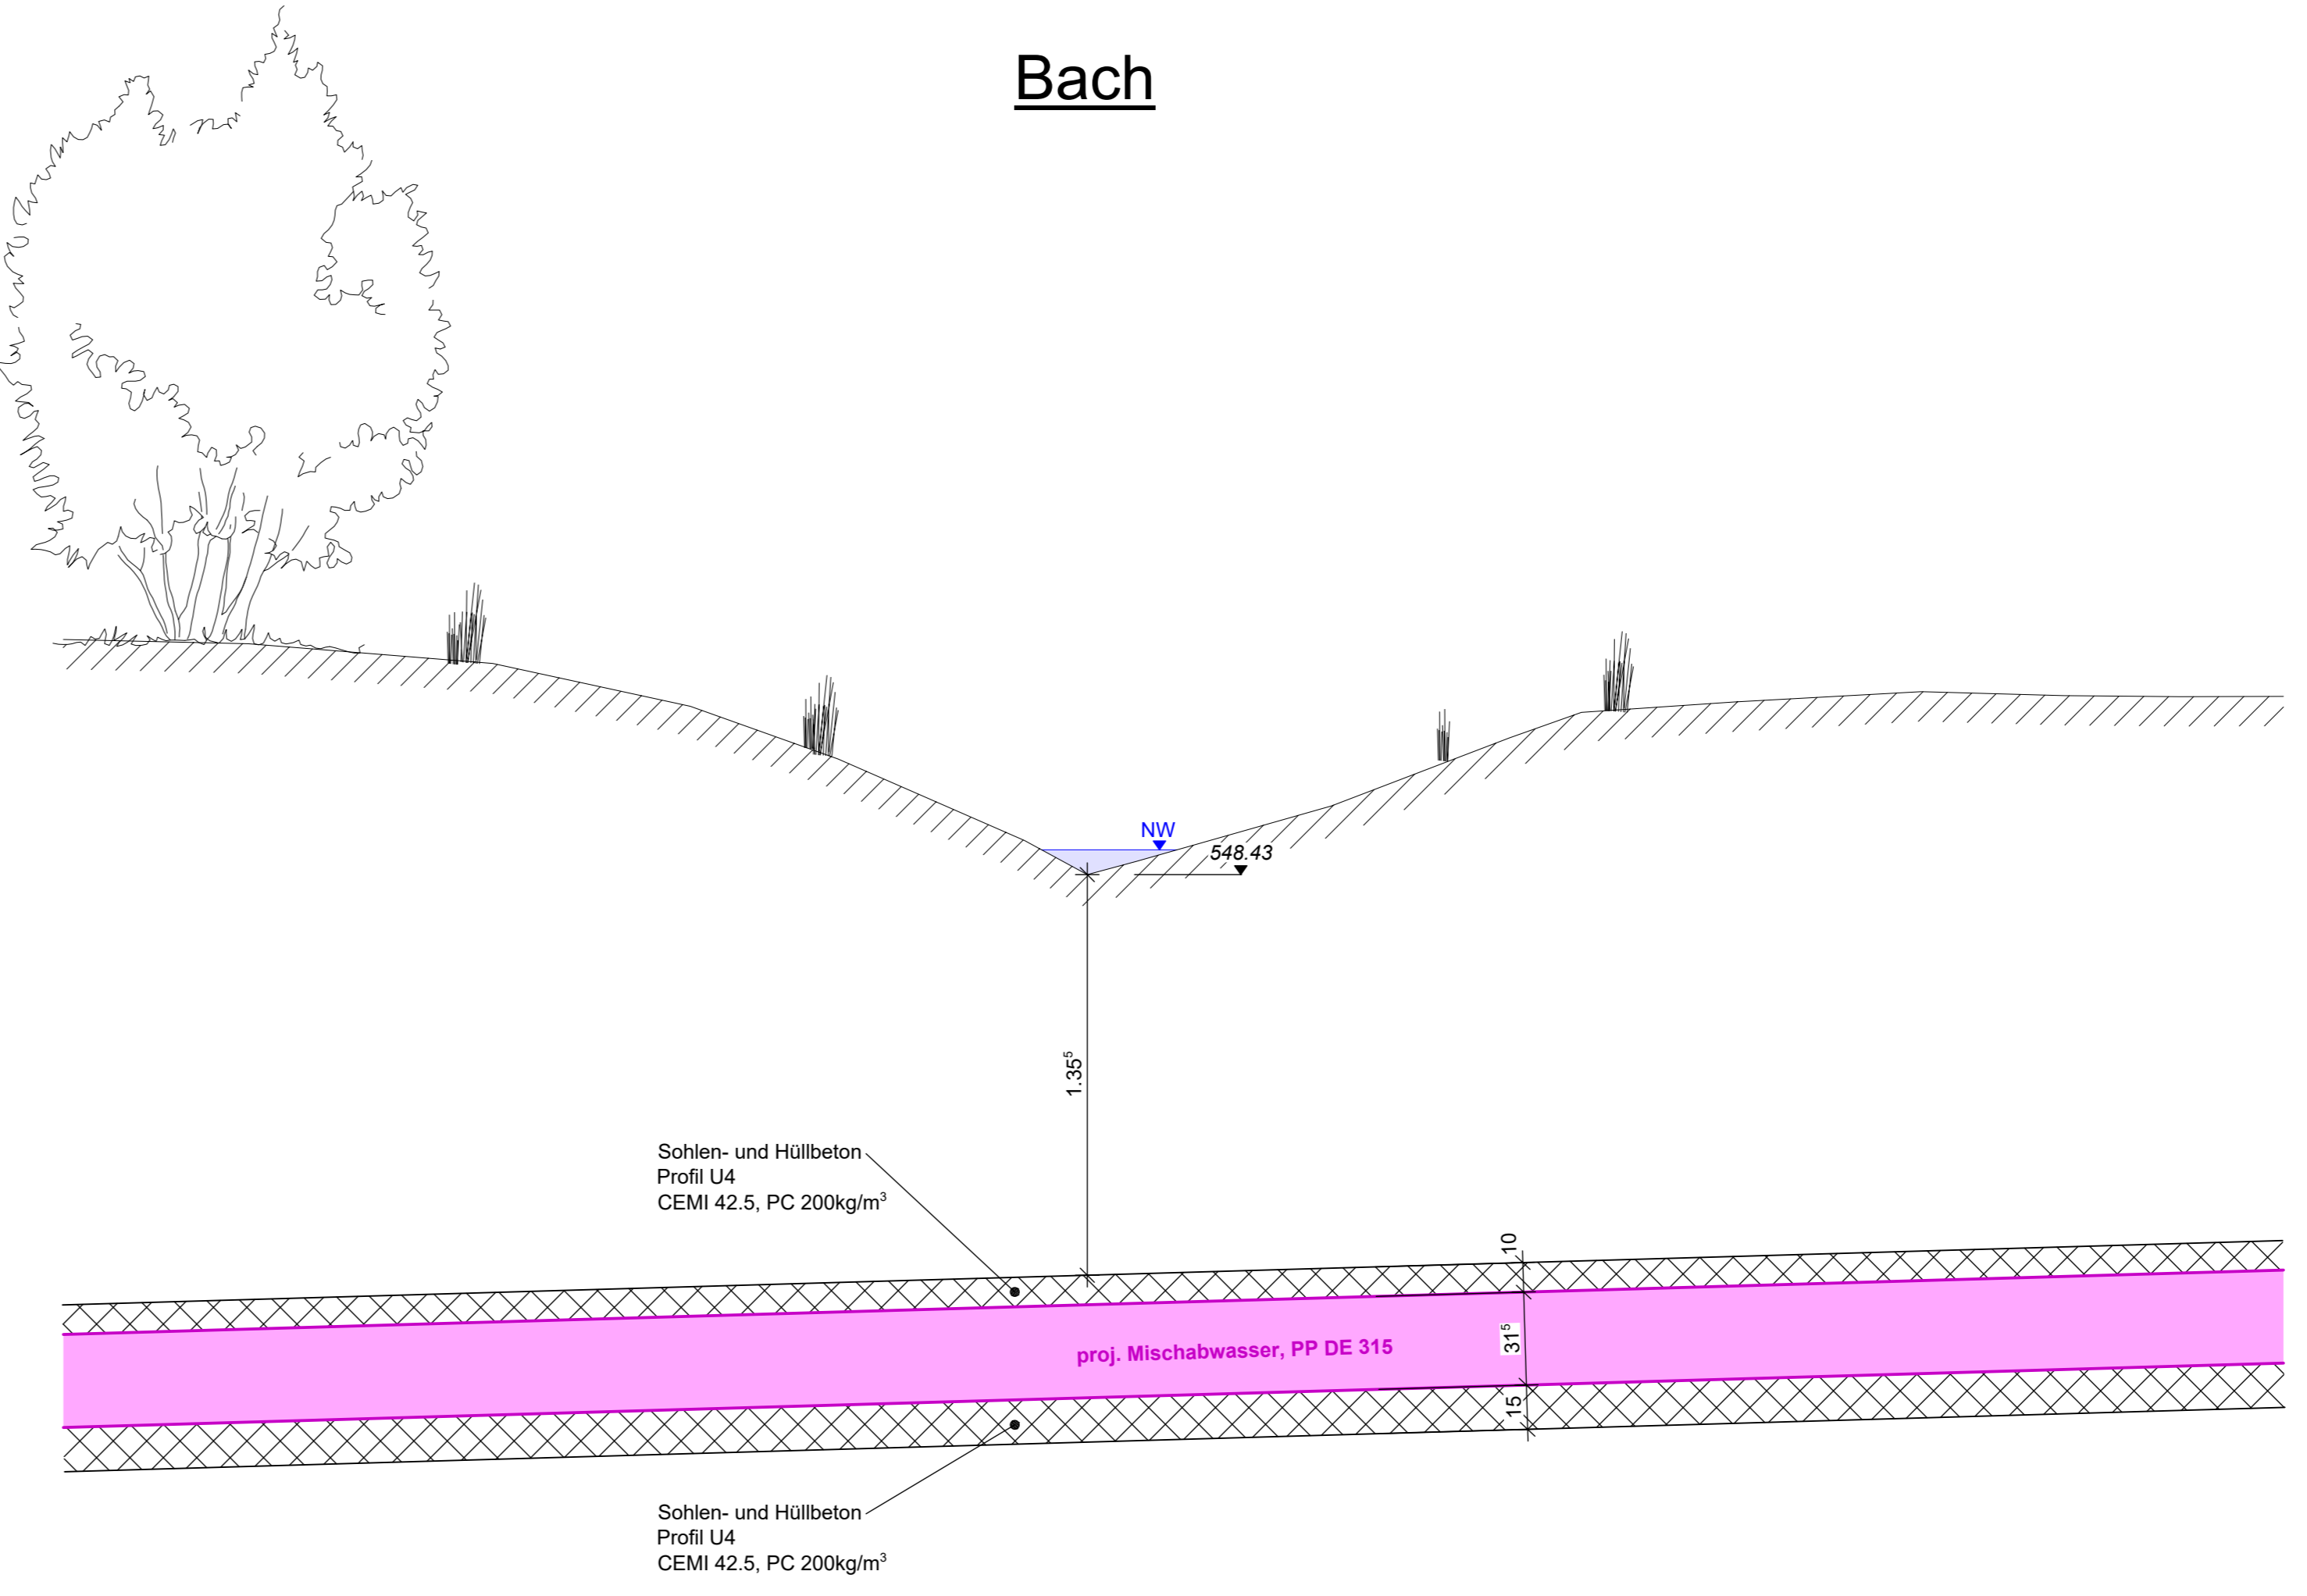 Bach
NW
548.43
1.35⁵
Sohlen- und Hüllbeton
Profil U4
CEMI 42.5, PC 200kg/m³
10
31⁵
15
proj. Mischabwasser, PP DE 315
Sohlen- und Hüllbeton
Profil U4
CEMI 42.5, PC 200kg/m³